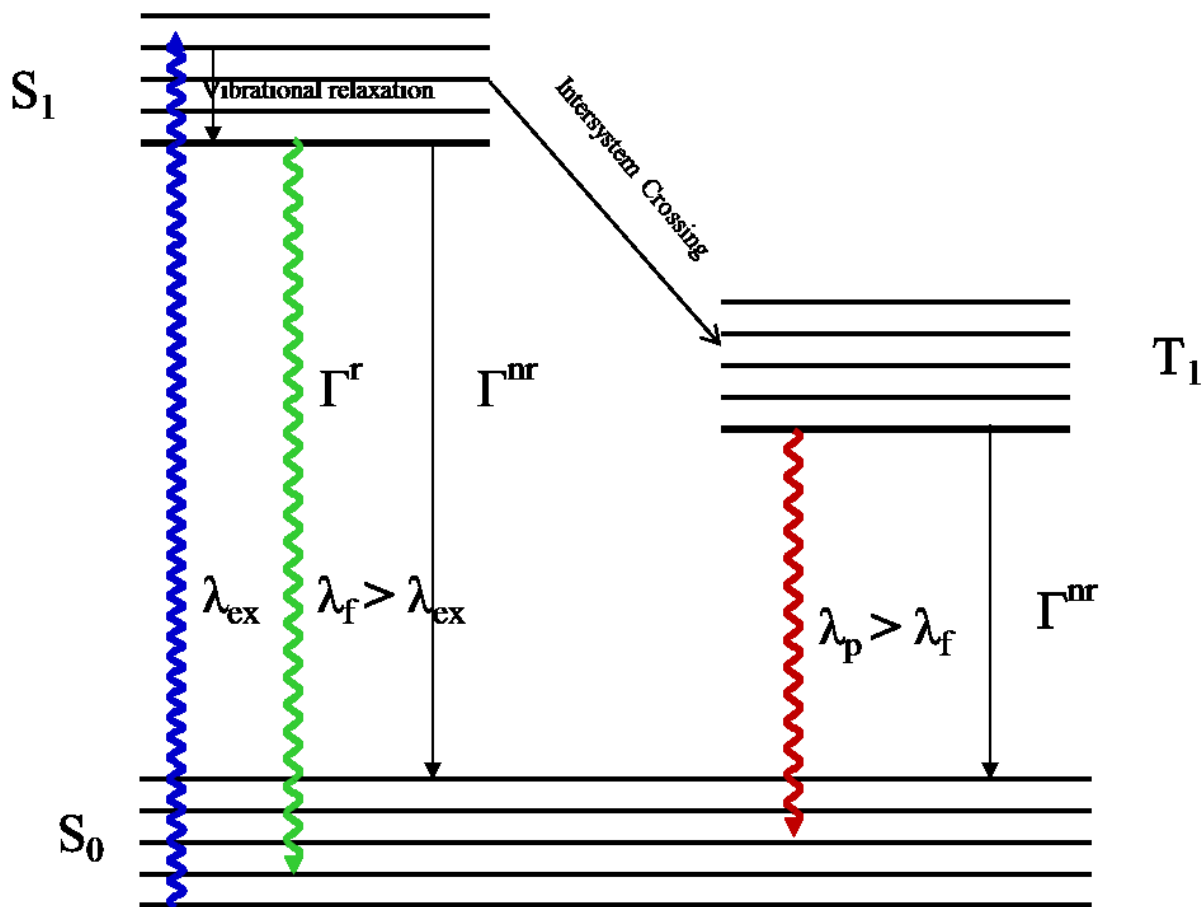 S₁
Vibrational relaxation
Intersystem Crossing
T₁
Γʳ
Γⁿʳ
λₑₓ
λf > λₑₓ
λₚ > λf
Γⁿʳ
S₀